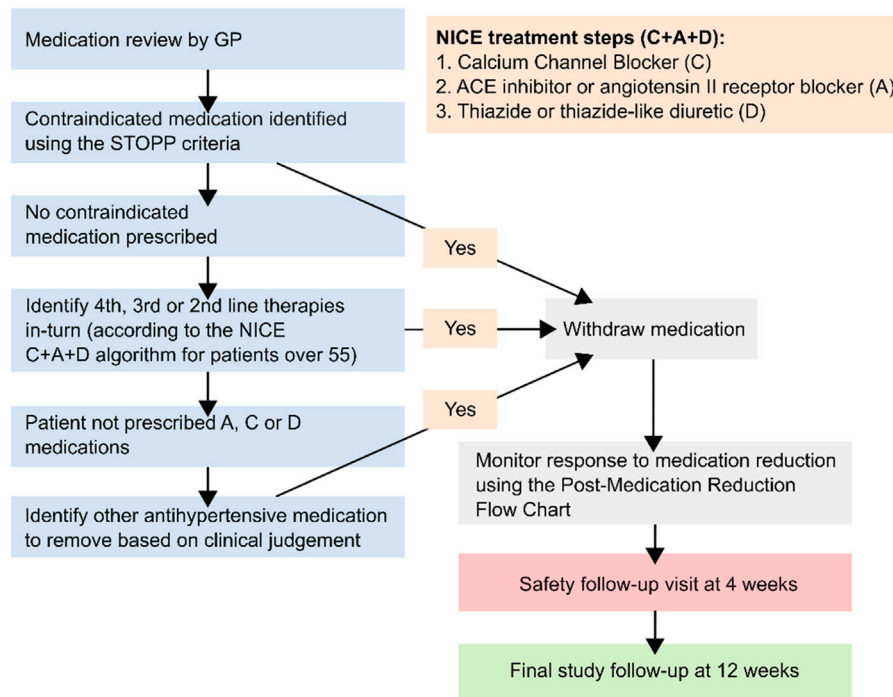 Medication review by GP
Contraindicated medication identified
using the STOPP criteria
No contraindicated
medication prescribed
Identify 4th, 3rd or 2nd line therapies
in-turn (according to the NICE
C+A+D algorithm for patients over 55)
Patient not prescribed A, C or D
medications
Identify other antihypertensive medication
to remove based on clinical judgement
NICE treatment steps (C+A+D):
1. Calcium Channel Blocker (C)
2. ACE inhibitor or angiotensin II receptor blocker (A)
3. Thiazide or thiazide-like diuretic (D)
Yes
Yes
Yes
Withdraw medication
Monitor response to medication reduction
using the Post-Medication Reduction
Flow Chart
Safety follow-up visit at 4 weeks
Final study follow-up at 12 weeks